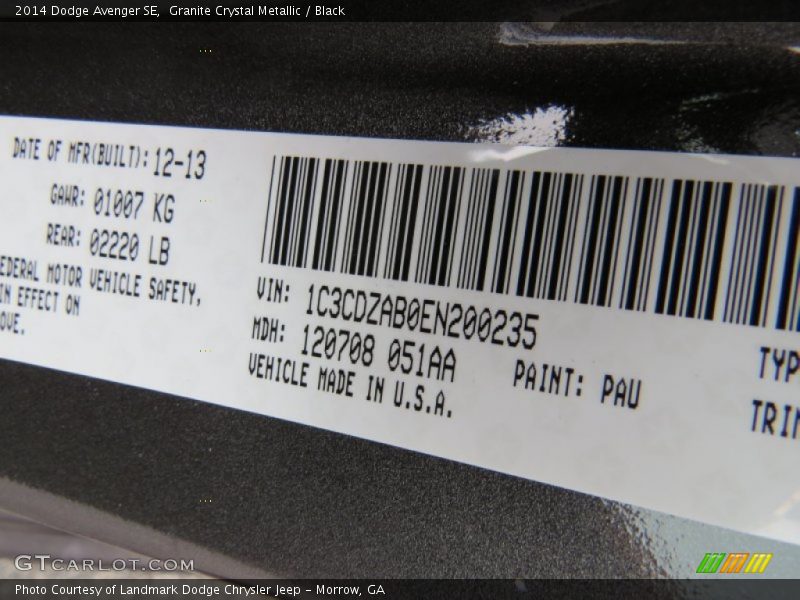 2014 Dodge Avenger SE,  Granite Crystal Metallic / Black
DATE OF MFR(BUILT): 12-13
GAWR: 01007 KG
REAR: 02220 LB
EDERAL MOTOR VEHICLE SAFETY,
IN EFFECT ON
OVE.
VIN: 1C3CDZAB0EN200235
MDH: 120708 051AA
PAINT: PAU
VEHICLE MADE IN U.S.A.
TYP
TRIM
GTCARLOT.COM
Photo Courtesy of Landmark Dodge Chrysler Jeep - Morrow, GA